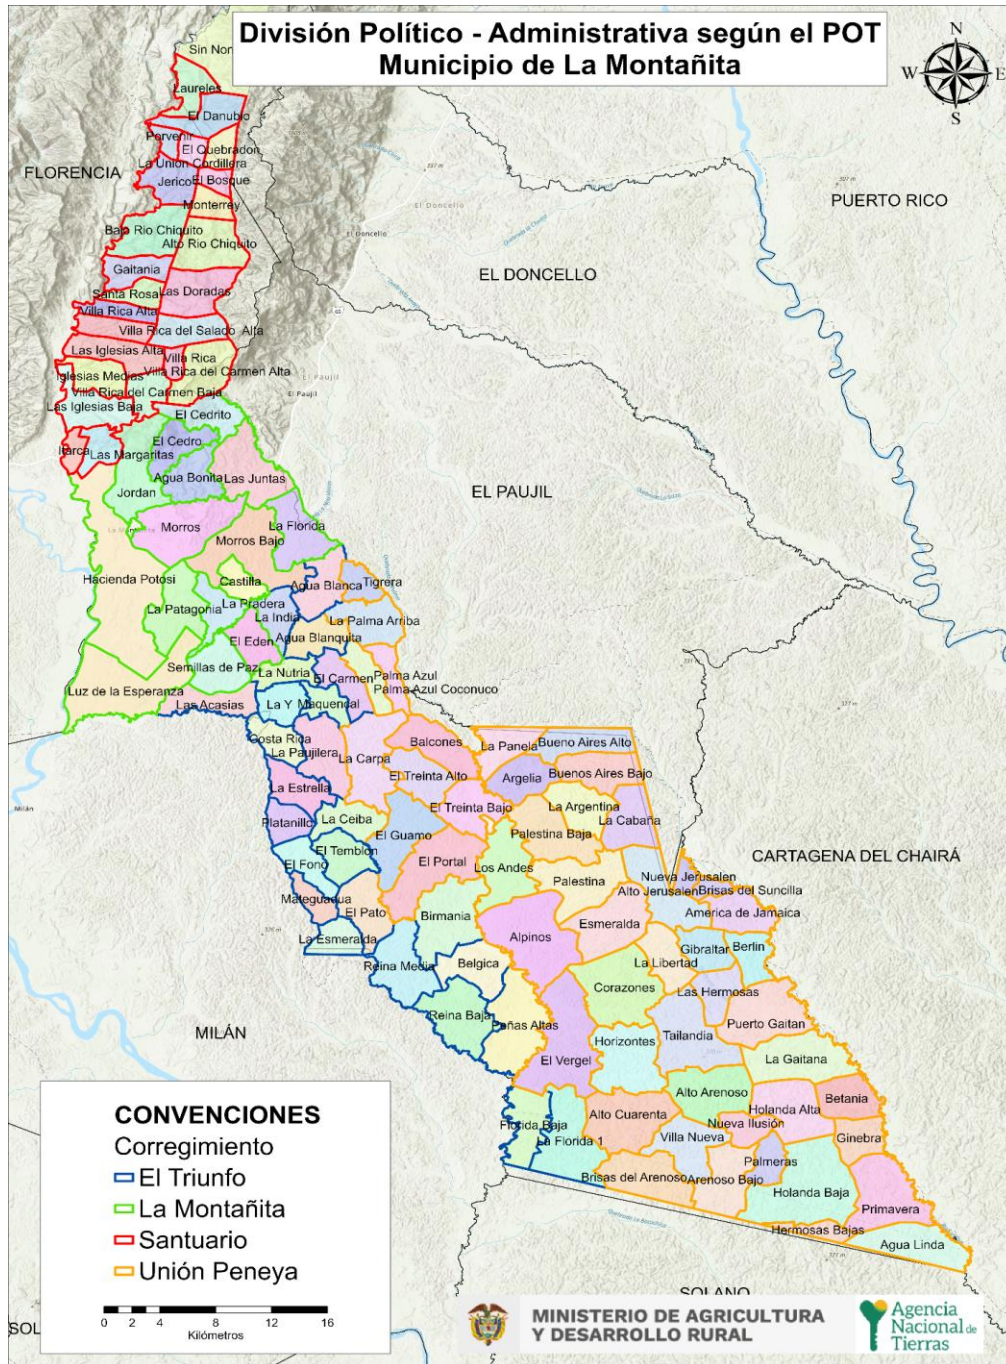 División Político - Administrativa según el POT
Municipio de La Montañita
N
W E
S
Sin Nor
Laureles
El Danubio
Porvenir
El Quebradon
La Union Cordillera
FLORENCIA
Jerico
El Bosque
Monterrey
PUERTO RICO
El Doncello
El Doncello
Bajo Rio Chiquito
Alto Rio Chiquito
Gaitania
EL DONCELLO
Santa Rosa
Las Doradas
Villa Rica Alta
Villa Rica del Salado Alta
Las Iglesias Alta
Villa Rica
Iglesias Medias
Villa Rica del Carmen Alta
El Paujil
El Paujil
Villa Rica del Carmen Baja
Las Iglesias Baja
El Cedrito
El Cedro
Itarca
Las Margaritas
Agua Bonita
Las Juntas
Jordan
EL PAUJIL
Morros
La Florida
Morros Bajo
Hacienda Potosi
Castilla
Agua Blanca
Tigrera
La Patagonia
La Pradera
La India
La Palma Arriba
El Eden
Agua Blanquita
Semillas de Paz
La Nutria
El Carmen
Palma Azul
Palma Azul Coconuco
Luz de la Esperanza
Las Acasias
La Y
Maquencal
Costa Rica
La Paujilera
Balcones
La Panela
Bueno Aires Alto
La Carpa
El Treinta Alto
Argelia
Buenos Aires Bajo
La Estrella
El Treinta Bajo
La Argentina
La Cabaña
Milán
Platanillo
La Ceiba
El Guamo
Palestina Baja
El Temblon
El Fono
El Portal
Los Andes
CARTAGENA DEL CHAIRÁ
Palestina
Nueva Jerusalen
Alto Jerusalen
Brisas del Suncilla
Mateguadua
El Pato
Birmania
America de Jamaica
Esmeralda
La Esmeralda
Alpinos
Gibraltar
Berlin
Reina Media
Belgica
La Libertad
Corazones
Las Hermosas
Reina Baja
Peñas Altas
Puerto Gaitan
MILÁN
Horizontes
Tailandia
El Vergel
La Gaitana
Alto Arenoso
Betania
Alto Cuarenta
Holanda Alta
Florida Baja
Nueva Ilusión
La Florida 1
Villa Nueva
Ginebra
Palmeras
Brisas del Arenoso
Arenoso Bajo
Holanda Baja
Primavera
Hermosas Bajas
Agua Linda
SOLANO
CONVENCIONES
Corregimiento
El Triunfo
La Montañita
Santuario
Unión Peneya
0 2 4 8 12 16
Kilómetros
SOL
MINISTERIO DE AGRICULTURA
Y DESARROLLO RURAL
Agencia
Nacional de
Tierras